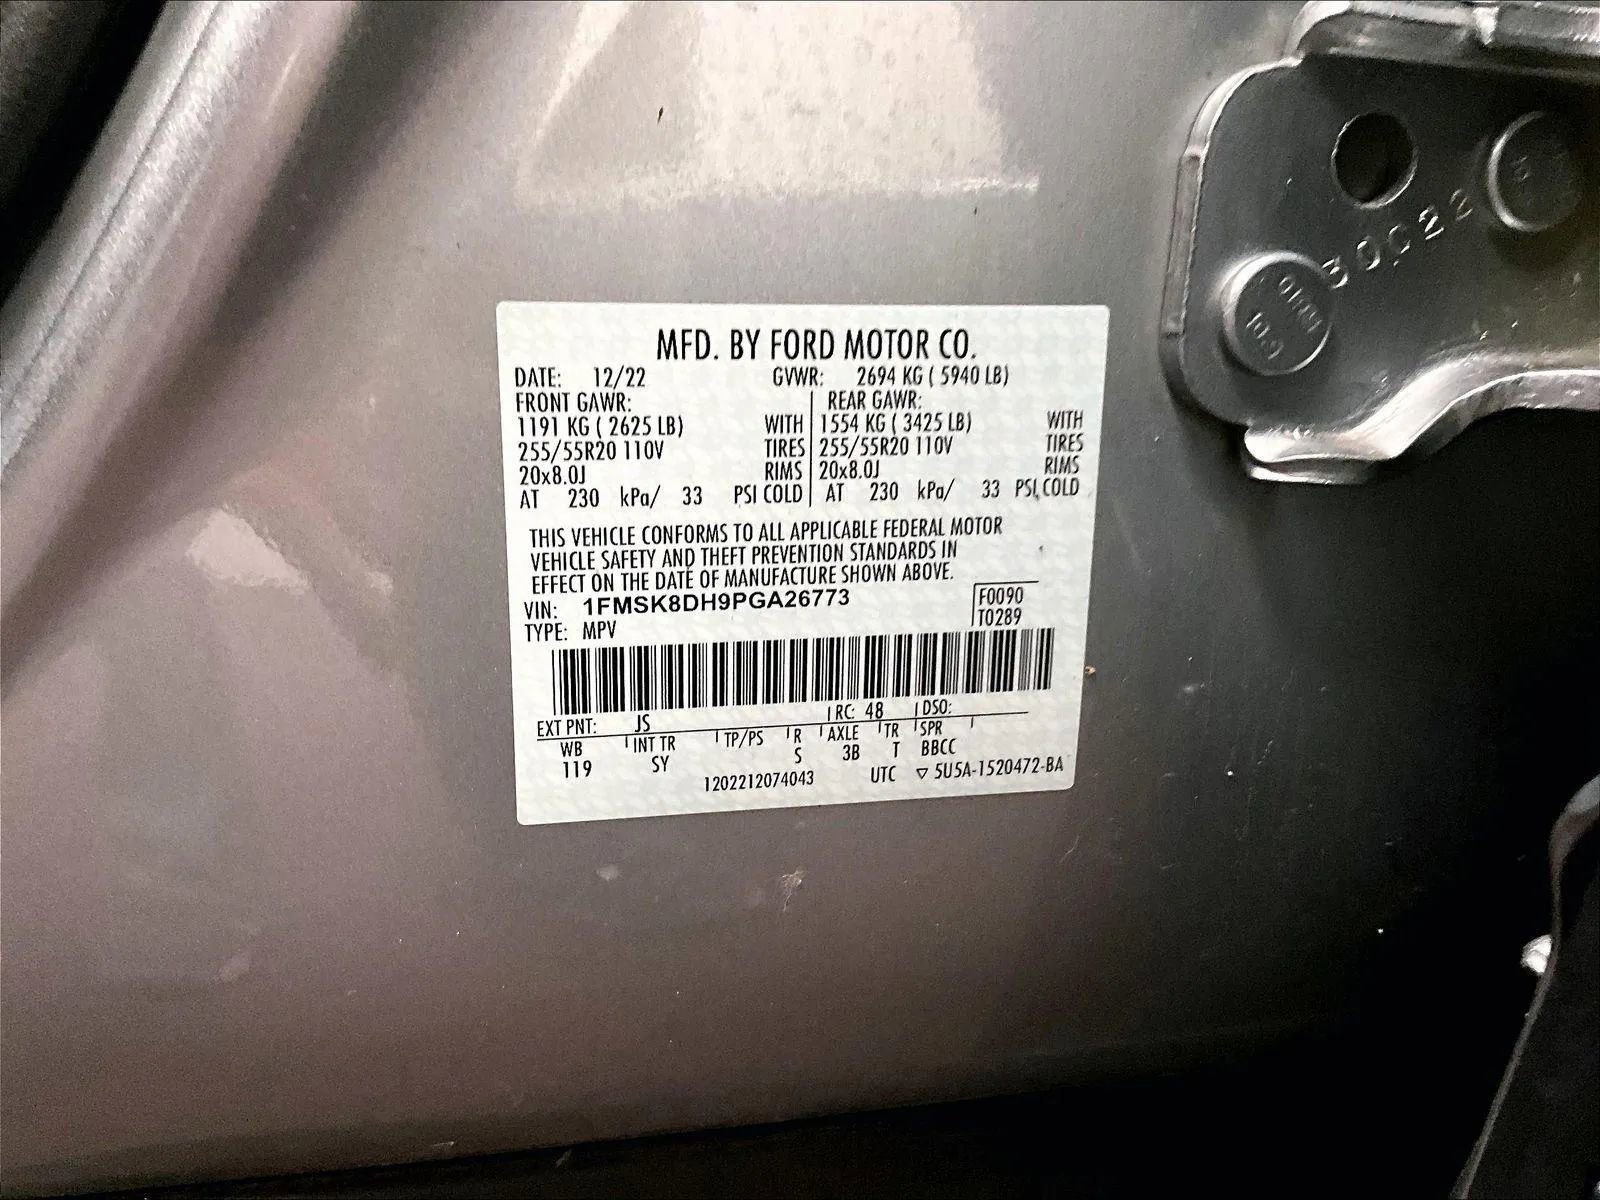 MFD. BY FORD MOTOR CO.
DATE: 12/22 GVWR: 2694 KG ( 5940 LB)
FRONT GAWR: REAR GAWR:
1191 KG ( 2625 LB) WITH 1554 KG ( 3425 LB) WITH
255/55R20 110V TIRES 255/55R20 110V TIRES
20x8.0J RIMS 20x8.0J RIMS
AT 230 kPa/ 33 PSI COLD AT 230 kPa/ 33 PSI COLD
THIS VEHICLE CONFORMS TO ALL APPLICABLE FEDERAL MOTOR
VEHICLE SAFETY AND THEFT PREVENTION STANDARDS IN
EFFECT ON THE DATE OF MANUFACTURE SHOWN ABOVE.
VIN: 1FMSK8DH9PGA26773 F0090
TYPE: MPV T0289
EXT PNT: JS RC: 48 DSO:
WB INT TR TP/PS R AXLE TR SPR
119 SY S 3B T BBCC
1202212074043 UTC ▽ 5U5A-1520472-BA
30022